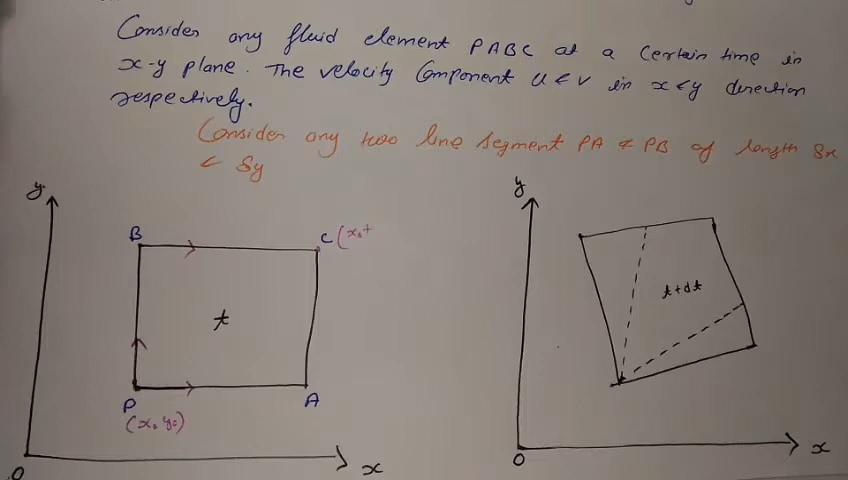 Consider any fluid element PABC at a certain time in
x-y plane. The velocity Component u & v in x & y direction
respectively.
Consider any two line segment PA & PB of length δx
& δy
y
B
C (x₀+
t
P
A
(x₀ y₀)
O
x
y
t+dt
O
x